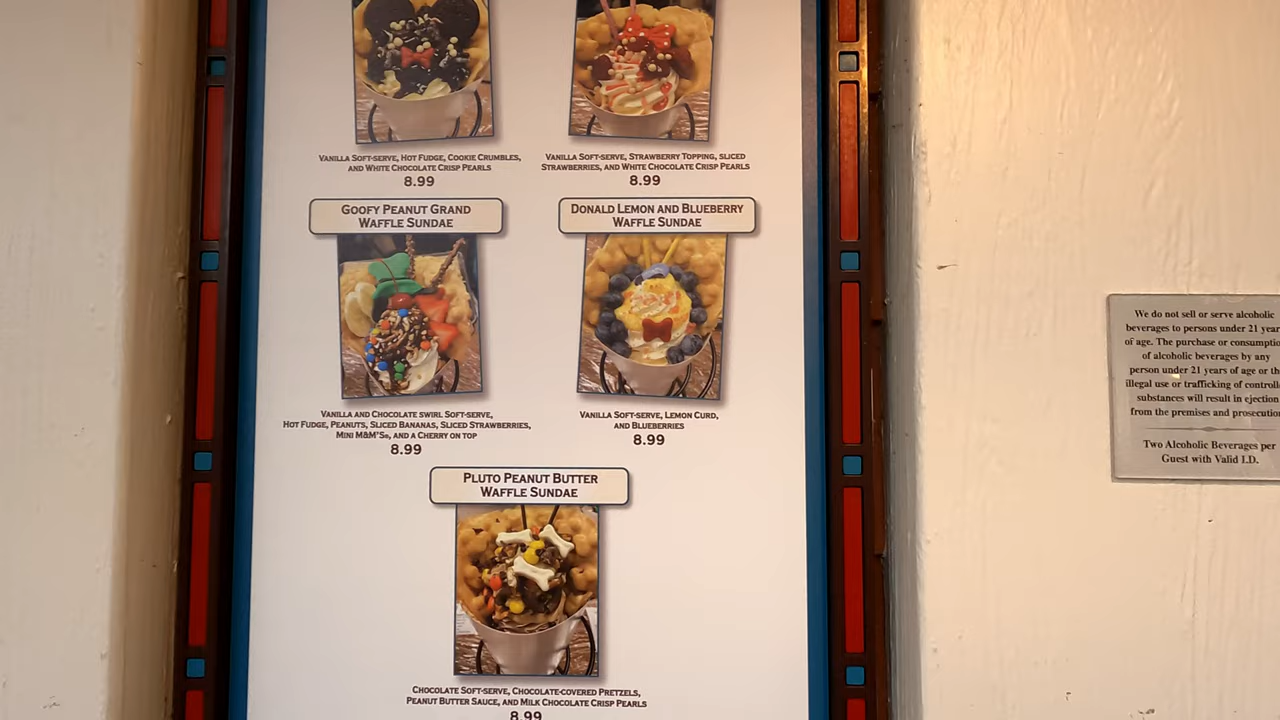 VANILLA SOFT-SERVE, HOT FUDGE, COOKIE CRUMBLES,
AND WHITE CHOCOLATE CRISP PEARLS
8.99
VANILLA SOFT-SERVE, STRAWBERRY TOPPING, SLICED
STRAWBERRIES, AND WHITE CHOCOLATE CRISP PEARLS
8.99
GOOFY PEANUT GRAND
WAFFLE SUNDAE
VANILLA AND CHOCOLATE SWIRL SOFT-SERVE,
HOT FUDGE, PEANUTS, SLICED BANANAS, SLICED STRAWBERRIES,
MINI M&M'S®, AND A CHERRY ON TOP
8.99
DONALD LEMON AND BLUEBERRY
WAFFLE SUNDAE
VANILLA SOFT-SERVE, LEMON CURD,
AND BLUEBERRIES
8.99
PLUTO PEANUT BUTTER
WAFFLE SUNDAE
CHOCOLATE SOFT-SERVE, CHOCOLATE-COVERED PRETZELS,
PEANUT BUTTER SAUCE, AND MILK CHOCOLATE CRISP PEARLS
8.99
We do not sell or serve alcoholic
beverages to persons under 21 year
of age. The purchase or consumptio
of alcoholic beverages by any
person under 21 years of age or th
illegal use or trafficking of controll
substances will result in ejection
from the premises and prosecution
Two Alcoholic Beverages per
Guest with Valid I.D.